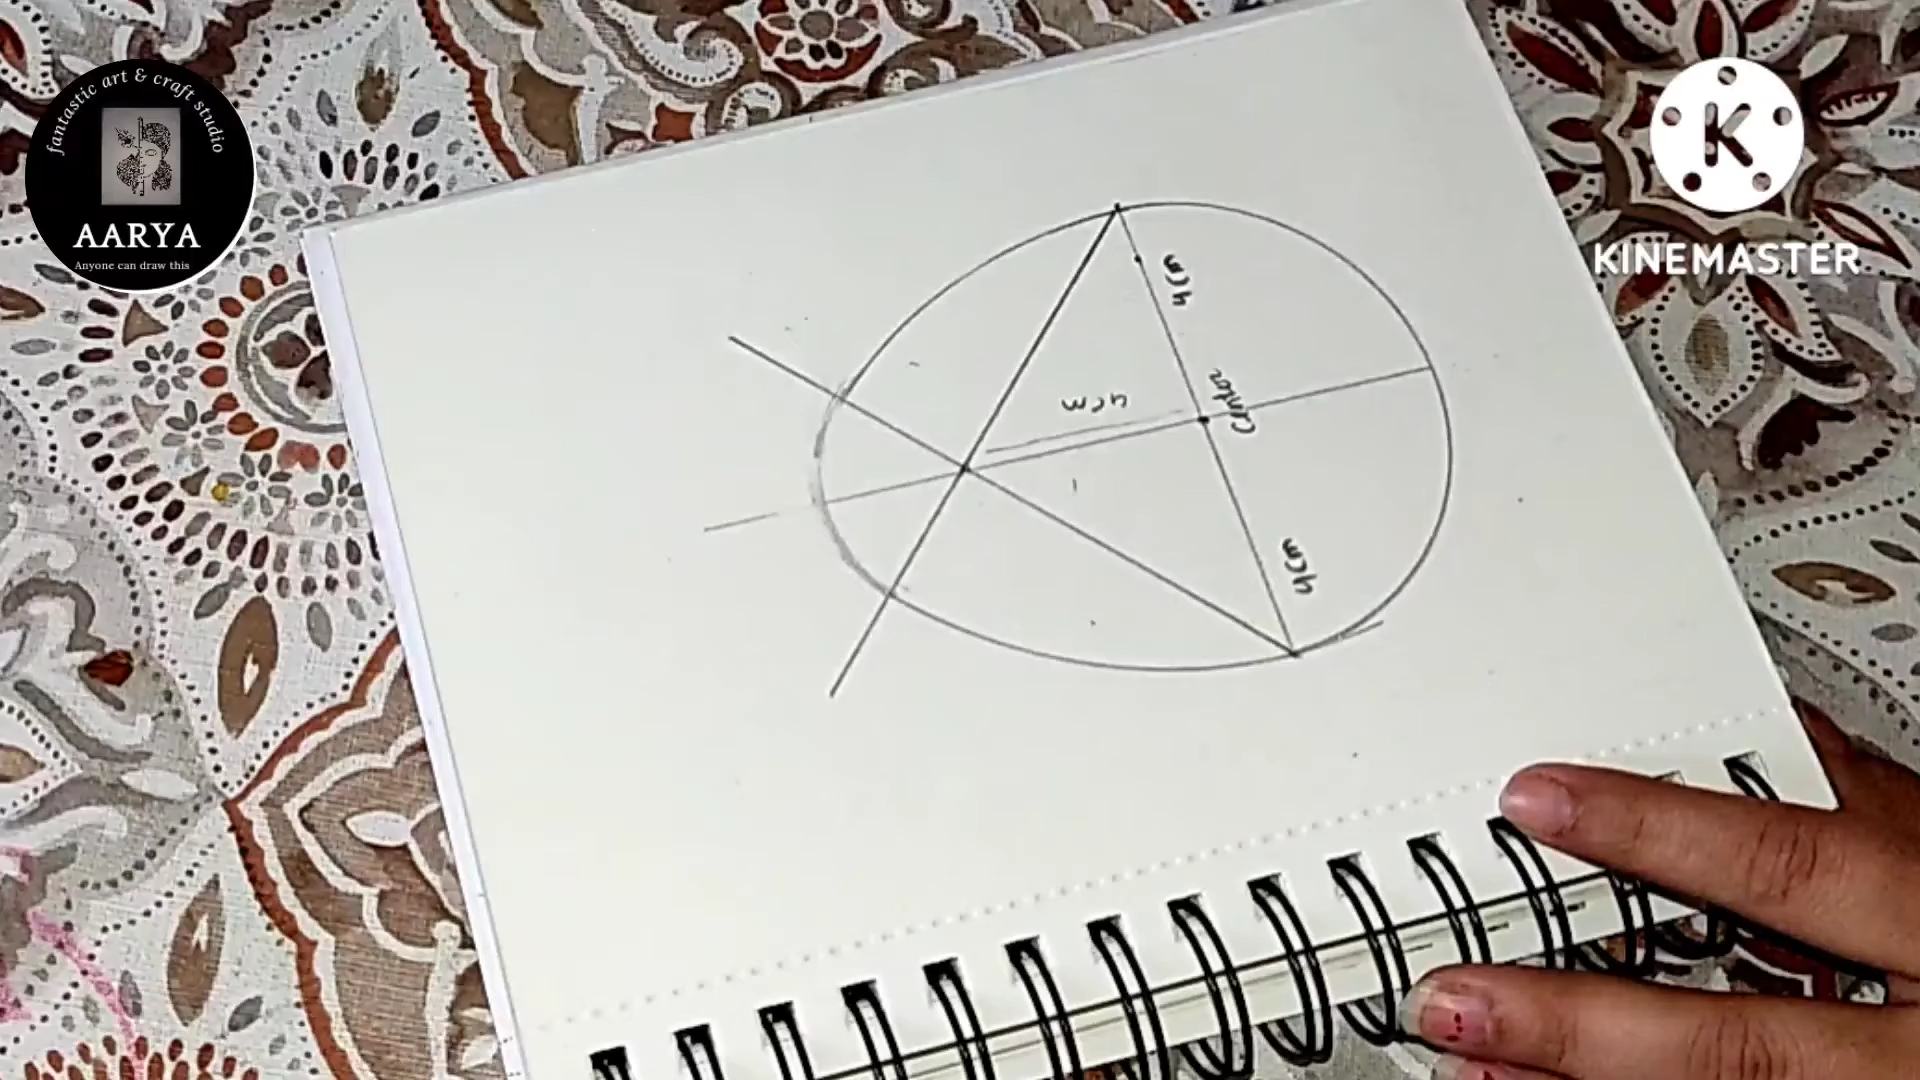 fantastic art & craft studio
AARYA
Anyone can draw this
KINEMASTER
4cm
4cm
Center
4cm